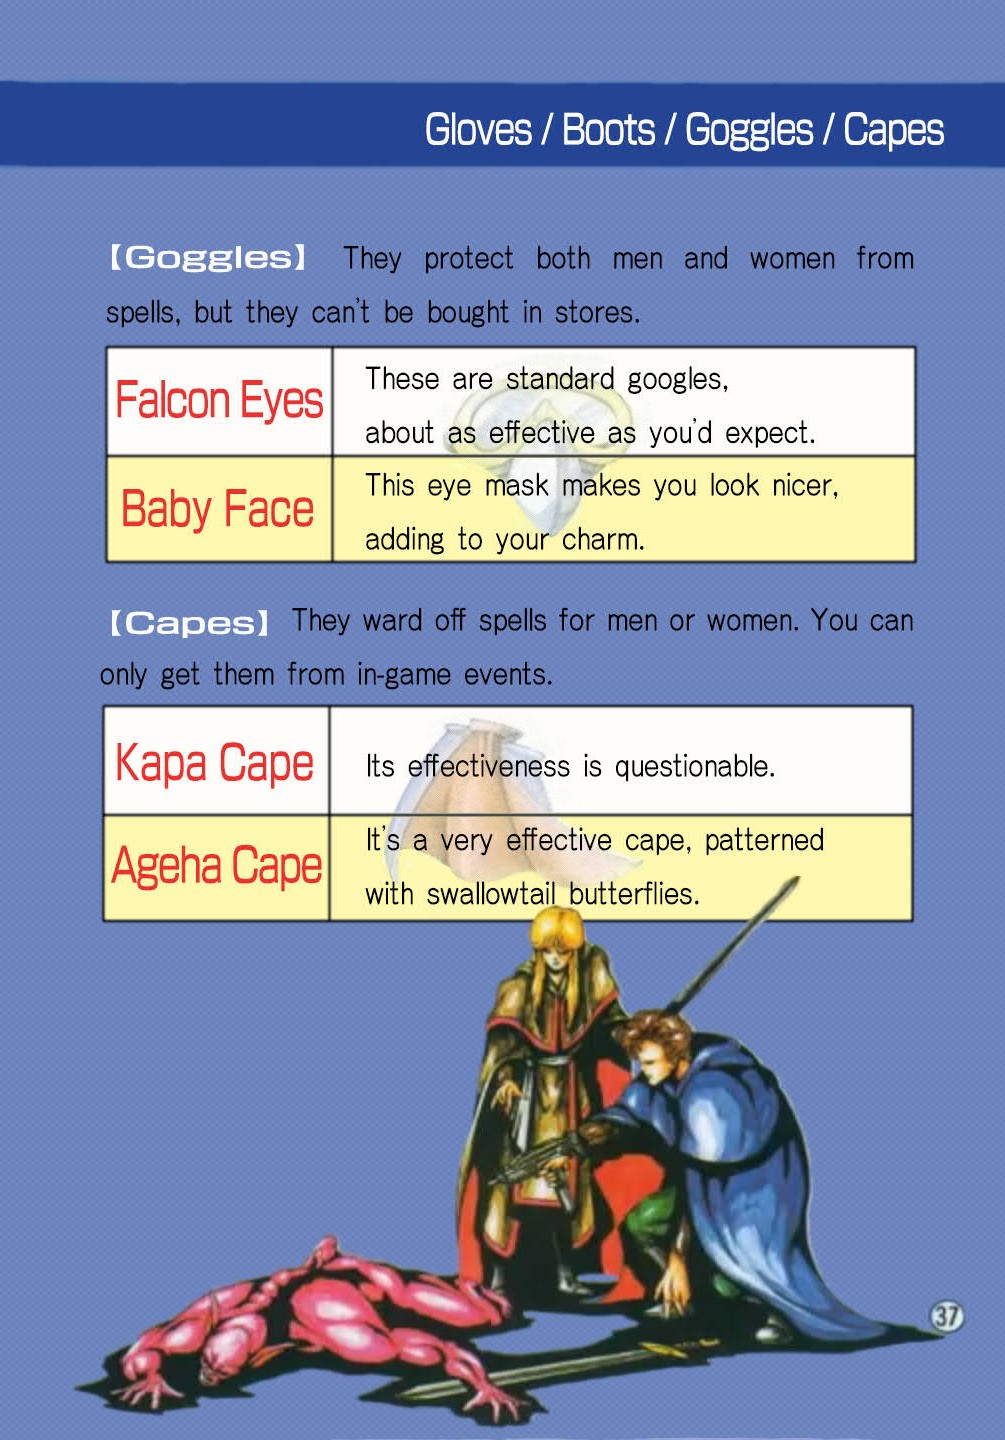 Gloves / Boots / Goggles / Capes
【Goggles】 They protect both men and women from
spells, but they can't be bought in stores.
Falcon Eyes
These are standard googles,
about as effective as you'd expect.
Baby Face
This eye mask makes you look nicer,
adding to your charm.
【Capes】 They ward off spells for men or women. You can
only get them from in-game events.
Kapa Cape
Its effectiveness is questionable.
Ageha Cape
It's a very effective cape, patterned
with swallowtail butterflies.
37